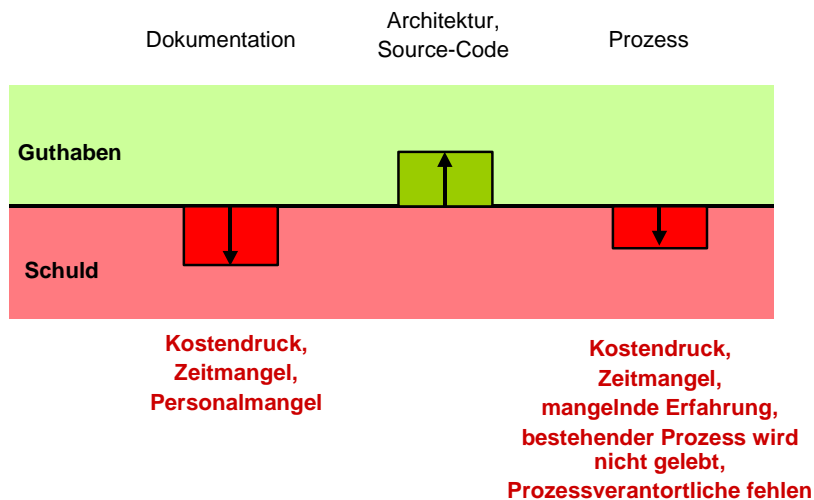 Dokumentation
Architektur,
Source-Code
Prozess
Guthaben
Schuld
Kostendruck,
Zeitmangel,
Personalmangel
Kostendruck,
Zeitmangel,
mangelnde Erfahrung,
bestehender Prozess wird
nicht gelebt,
Prozessverantortliche fehlen